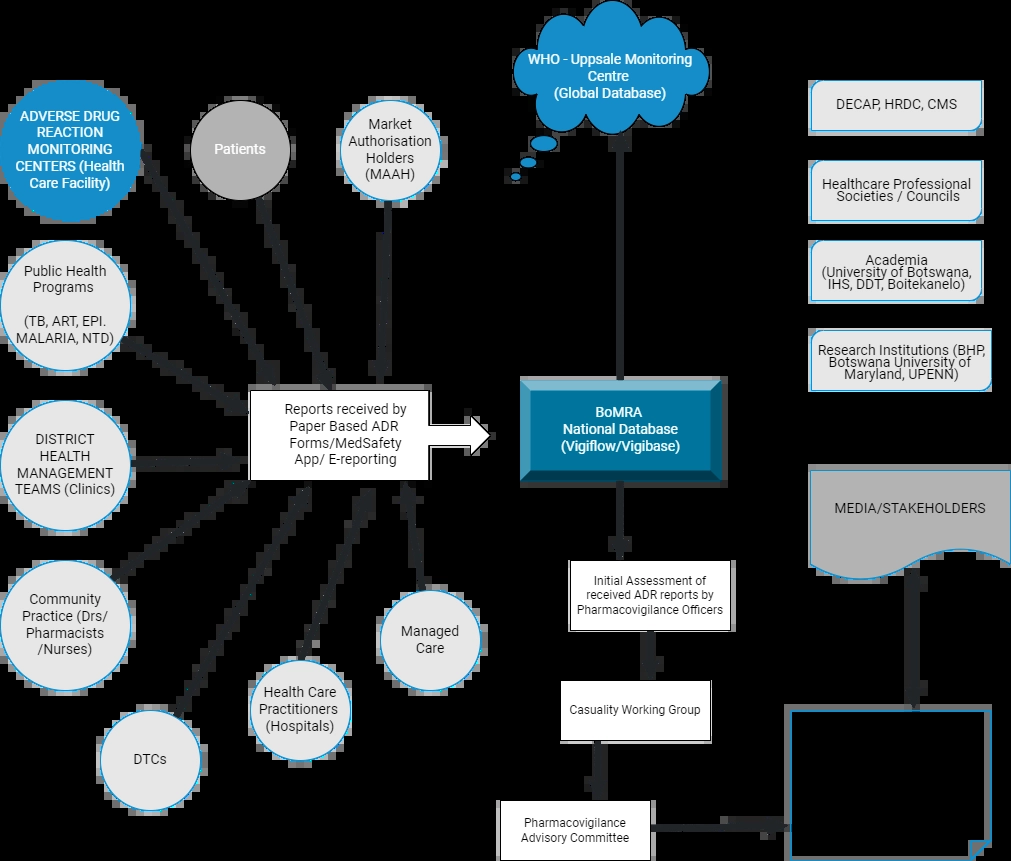 WHO - Uppsale Monitoring
Centre
(Global Database)
ADVERSE DRUG
REACTION
MONITORING
CENTERS (Health
Care Facility)
Patients
Market
Authorisation
Holders
(MAAH)
DECAP, HRDC, CMS
Healthcare Professional
Societies / Councils
Academia
(University of Botswana,
IHS, DDT, Boitekanelo)
Research Institutions (BHP,
Botswana University of
Maryland, UPENN)
Public Health
Programs
(TB, ART, EPI.
MALARIA, NTD)
Reports received by
Paper Based ADR
Forms/MedSafety
App/ E-reporting
BoMRA
National Database
(Vigiflow/Vigibase)
DISTRICT
HEALTH
MANAGEMENT
TEAMS (Clinics)
MEDIA/STAKEHOLDERS
Initial Assessment of
received ADR reports by
Pharmacovigilance Officers
Community
Practice (Drs/
Pharmacists
/Nurses)
Managed
Care
Health Care
Practitioners
(Hospitals)
Casuality Working Group
DTCs
Pharmacovigilance
Advisory Committee